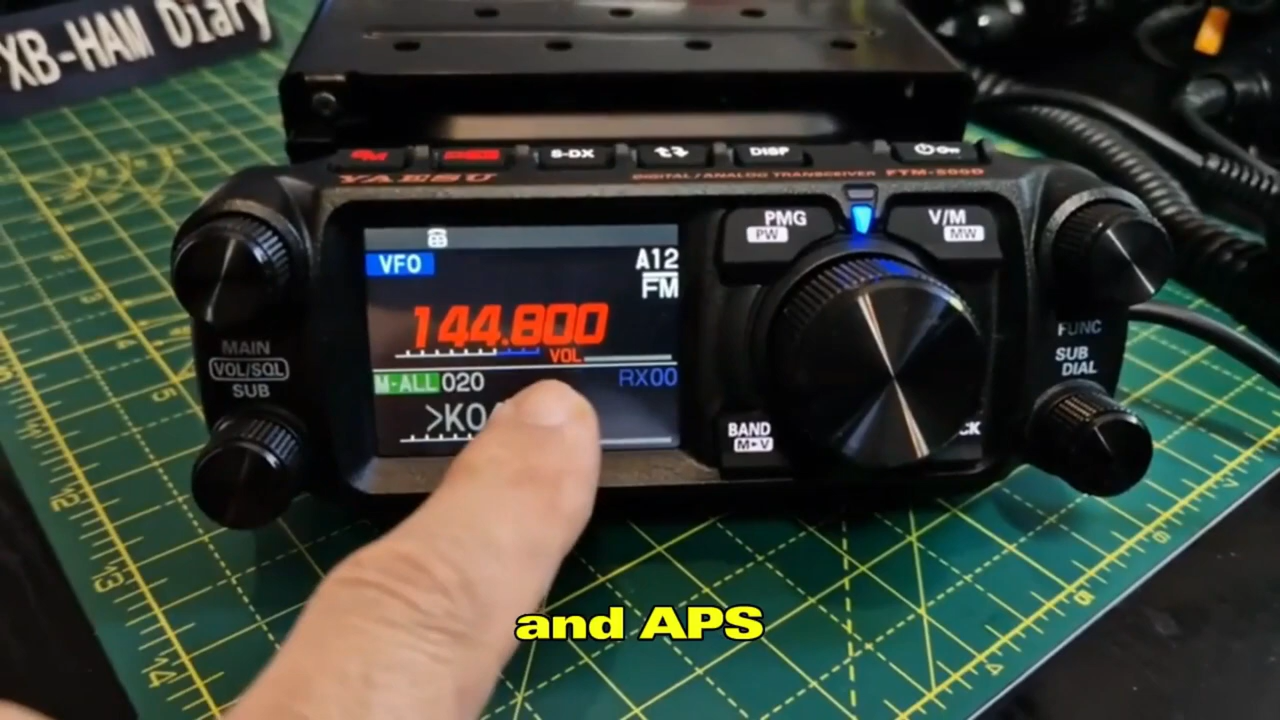 XB-HAM Diary
S-DX
DISP
YAESU
DIGITAL/ANALOG TRANSCEIVER FTM-500D
PMG
PW
V/M
MW
VFO
A12
FM
144.800
VOL
M-ALL 020
RX00
MAIN
VOL/SQL
SUB
FUNC
SUB
DIAL
BAND
M▸V
and APS